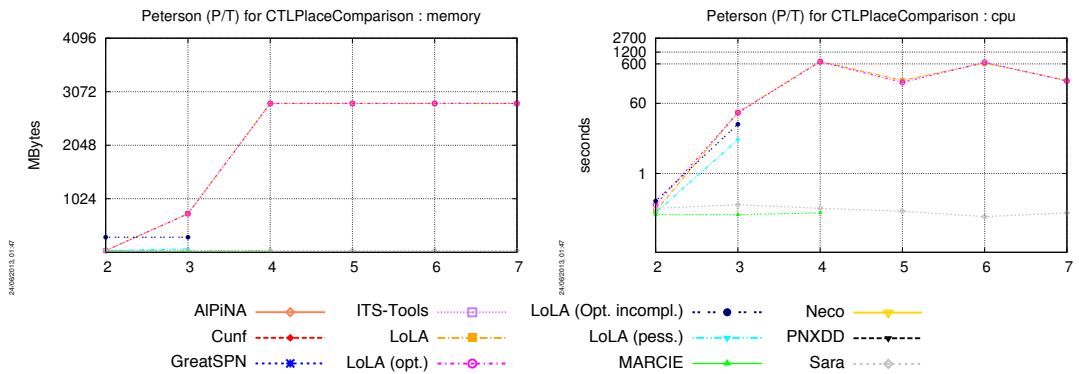 Peterson (P/T) for CTLPlaceComparison : memory
4096
3072
2048
1024
MBytes
2 3 4 5 6 7
24/06/2013, 01:47
Peterson (P/T) for CTLPlaceComparison : cpu
2700
1200
600
60
1
seconds
2 3 4 5 6 7
24/06/2013, 01:47
AlPiNA ITS-Tools LoLA (Opt. incompl.) Neco
Cunf LoLA LoLA (pess.) PNXDD
GreatSPN LoLA (opt.) MARCIE Sara